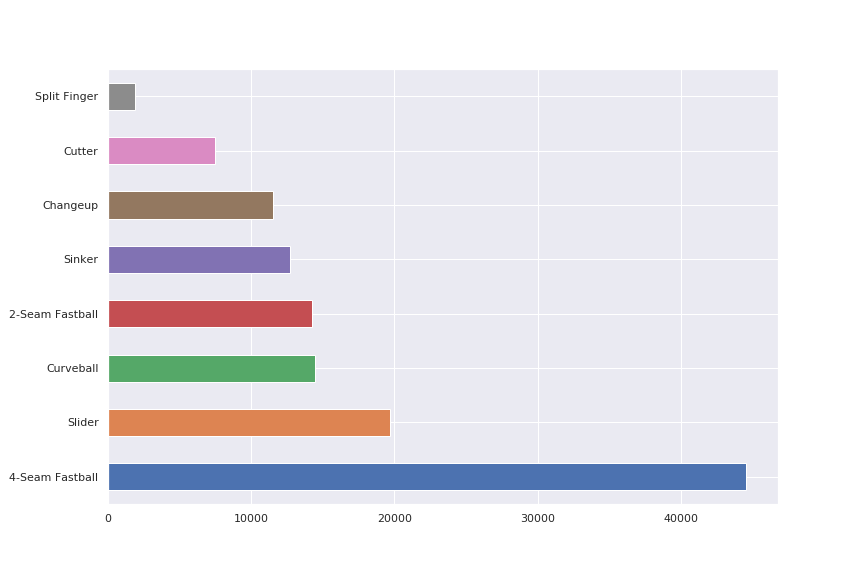 Split Finger
Cutter
Changeup
Sinker
2-Seam Fastball
Curveball
Slider
4-Seam Fastball
0 10000 20000 30000 40000